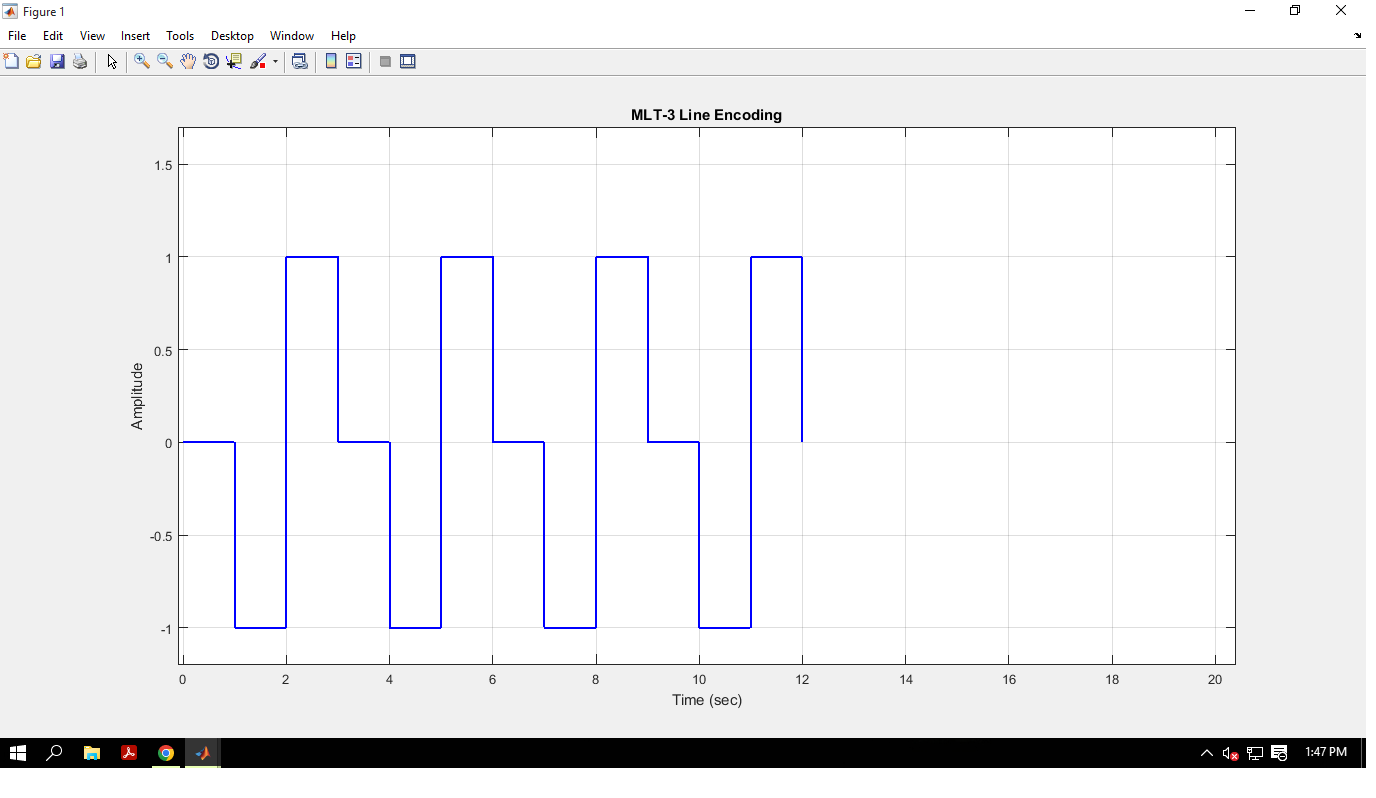 Figure 1
File Edit View Insert Tools Desktop Window Help
MLT-3 Line Encoding
1.5
1
0.5
0
-0.5
-1
Amplitude
0 2 4 6 8 10 12 14 16 18 20
Time (sec)
1:47 PM